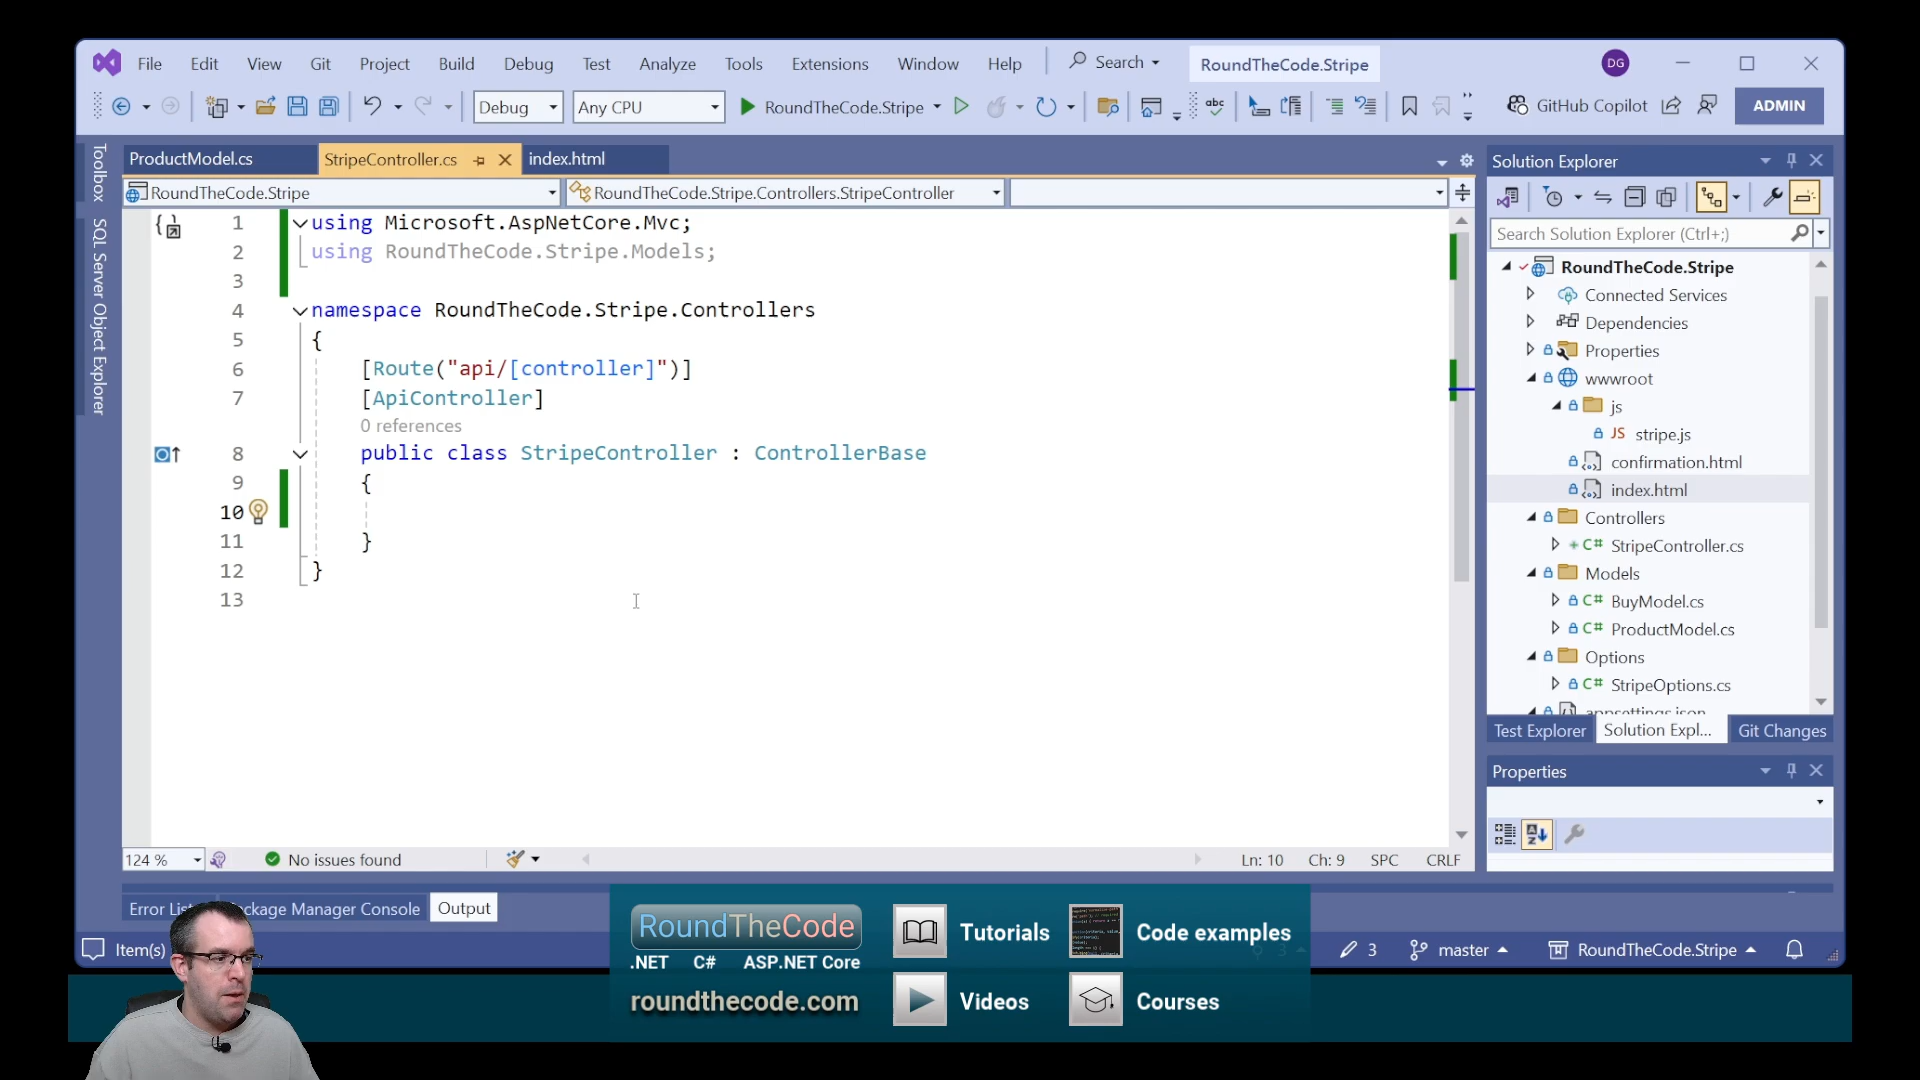 File Edit View Git Project Build Debug Test Analyze Tools Extensions Window Help Search RoundTheCode.Stripe DG
Debug Any CPU RoundTheCode.Stripe abc GitHub Copilot ADMIN
Toolbox
SQL Server Object Explorer
ProductModel.cs StripeController.cs index.html
RoundTheCode.Stripe RoundTheCode.Stripe.Controllers.StripeController
1 using Microsoft.AspNetCore.Mvc;
2 using RoundTheCode.Stripe.Models;
3
4 namespace RoundTheCode.Stripe.Controllers
5 {
6 [Route("api/[controller]")]
7 [ApiController]
0 references
8 public class StripeController : ControllerBase
9 {
10
11 }
12 }
13
124 % No issues found Ln: 10 Ch: 9 SPC CRLF
Solution Explorer
Search Solution Explorer (Ctrl+;)
RoundTheCode.Stripe
Connected Services
Dependencies
Properties
wwwroot
js
JS stripe.js
confirmation.html
index.html
Controllers
C# StripeController.cs
Models
C# BuyModel.cs
C# ProductModel.cs
Options
C# StripeOptions.cs
appsettings.json
Test Explorer Solution Expl... Git Changes
Properties
Error Lis ckage Manager Console Output
Item(s) 3 3 master RoundTheCode.Stripe
RoundTheCode
.NET C# ASP.NET Core
roundthecode.com
Tutorials
Code examples
Videos
Courses